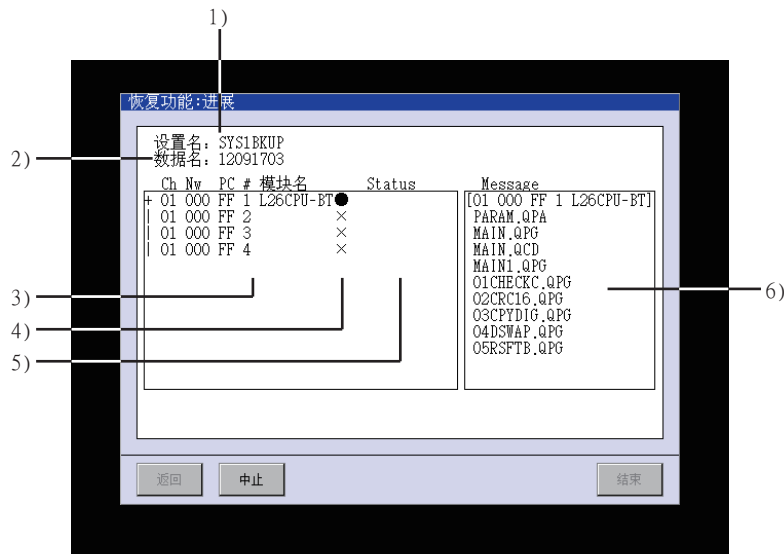 1)
恢复功能:进展
设置名: SYS1BKUP
2)
数据名: 12091703
Ch Nw PC # 模块名 Status
+ 01 000 FF 1 L26CPU-BT●
| 01 000 FF 2 ×
| 01 000 FF 3 ×
| 01 000 FF 4 ×
Message
[01 000 FF 1 L26CPU-BT]
PARAM.QPA
MAIN.QPG
MAIN.QCD
MAIN1.QPG
01CHECKC.QPG
02CRC16.QPG
03CPYDIG.QPG
04DSWAP.QPG
05RSFTB.QPG
3)
4)
5)
6)
返回 中止 结束